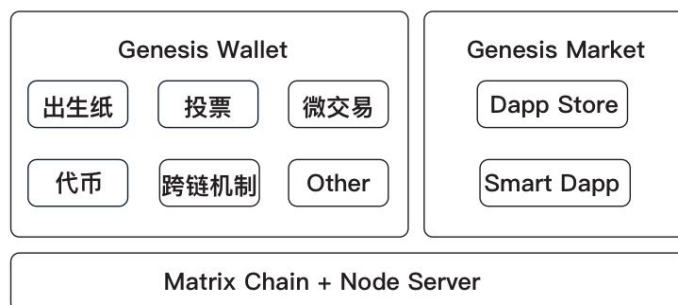 Genesis Wallet
Genesis Market
出生纸 投票 微交易
Dapp Store
代币 跨链机制 Other
Smart Dapp
Matrix Chain + Node Server